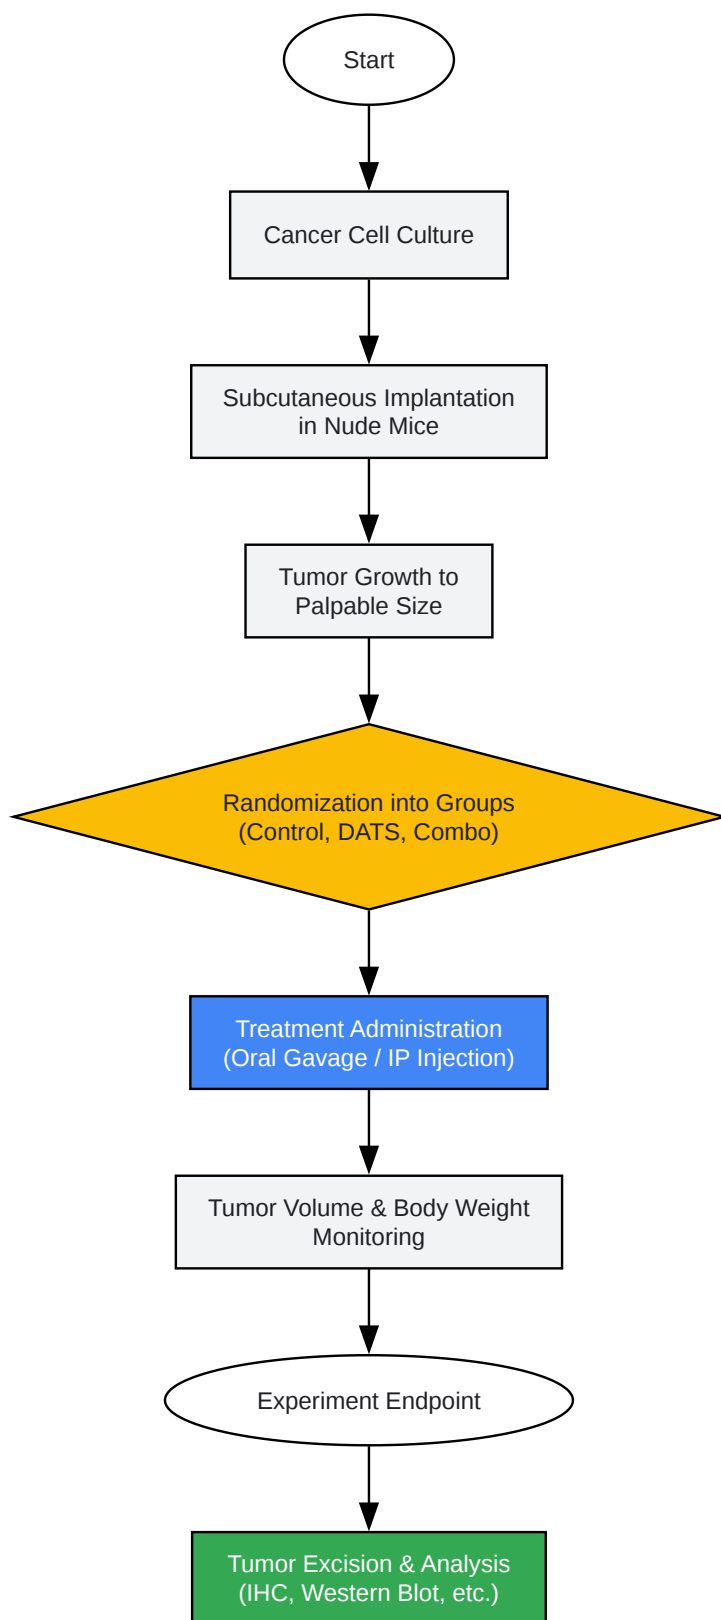 Start
Cancer Cell Culture
Subcutaneous Implantation
in Nude Mice
Tumor Growth to
Palpable Size
Randomization into Groups
(Control, DATS, Combo)
Treatment Administration
(Oral Gavage / IP Injection)
Tumor Volume & Body Weight
Monitoring
Experiment Endpoint
Tumor Excision & Analysis
(IHC, Western Blot, etc.)